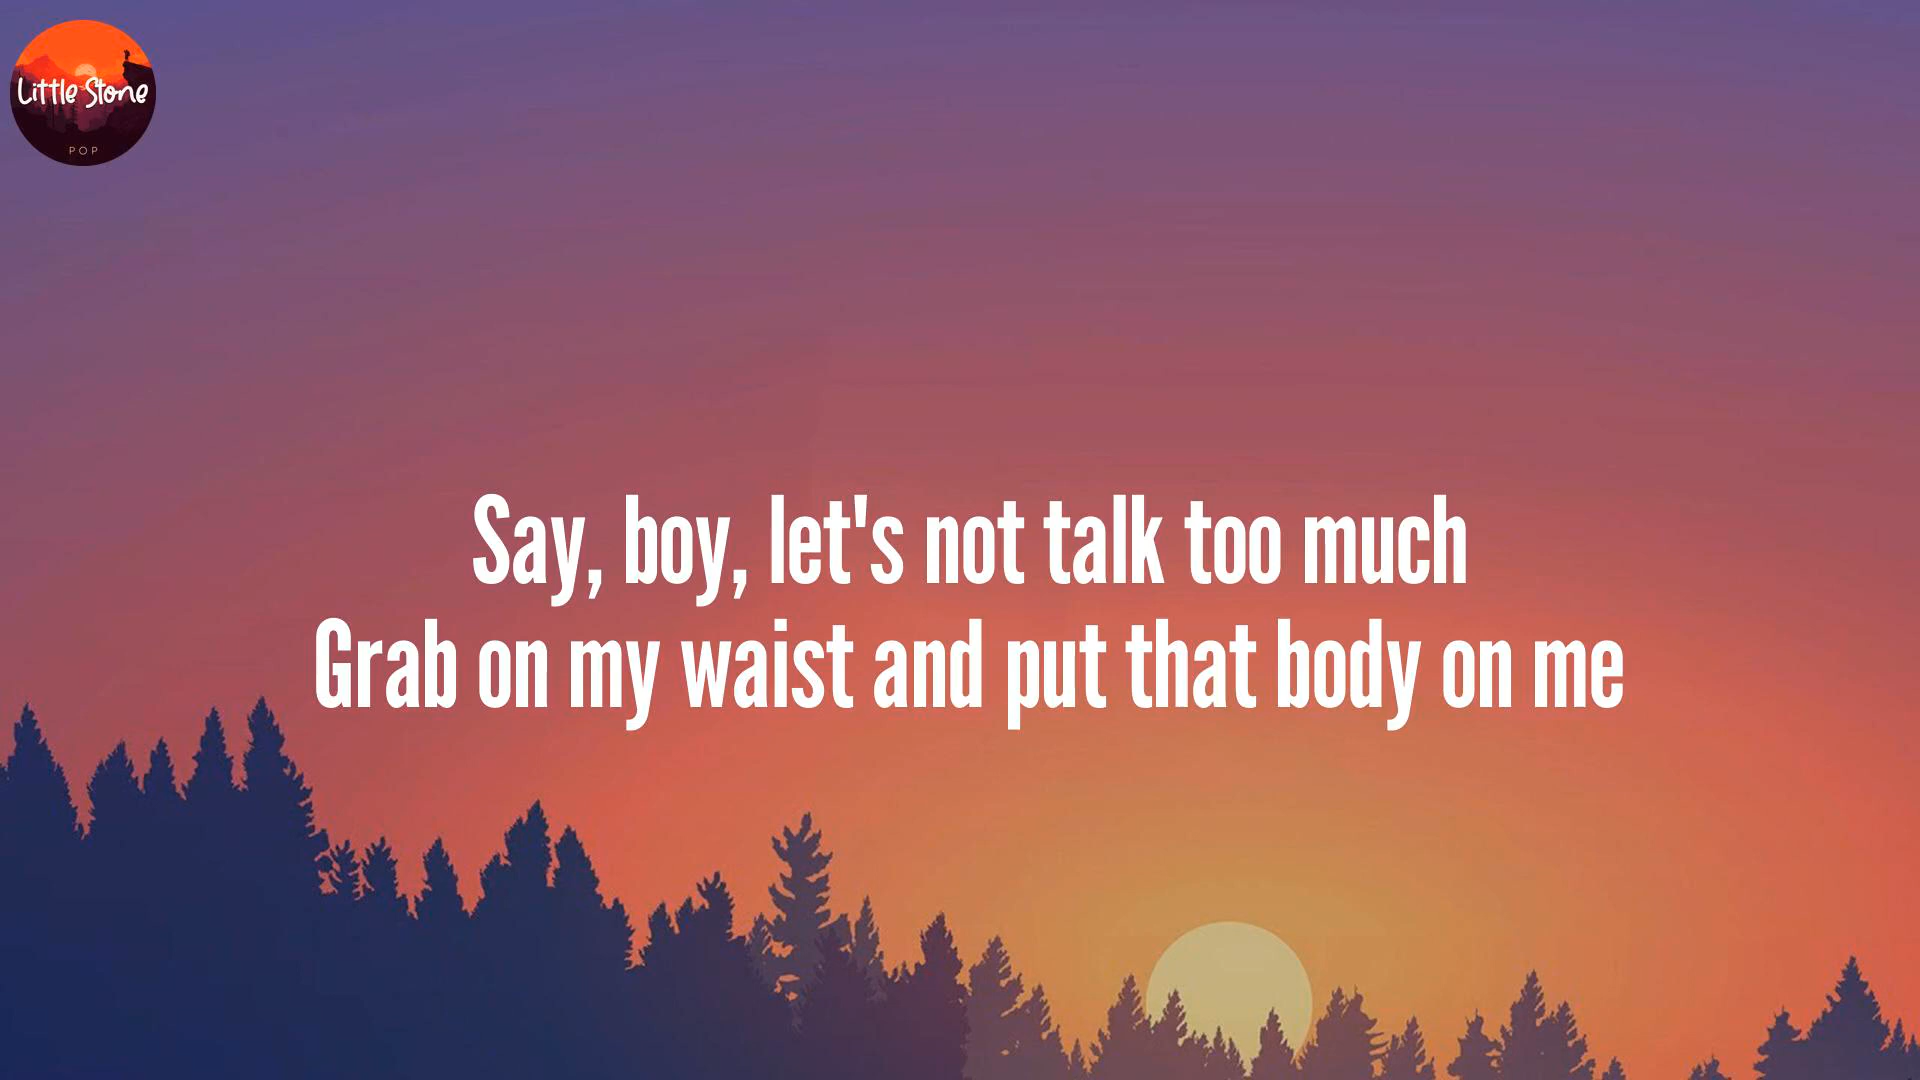 Little Stone
POP
Say, boy, let's not talk too much
Grab on my waist and put that body on me